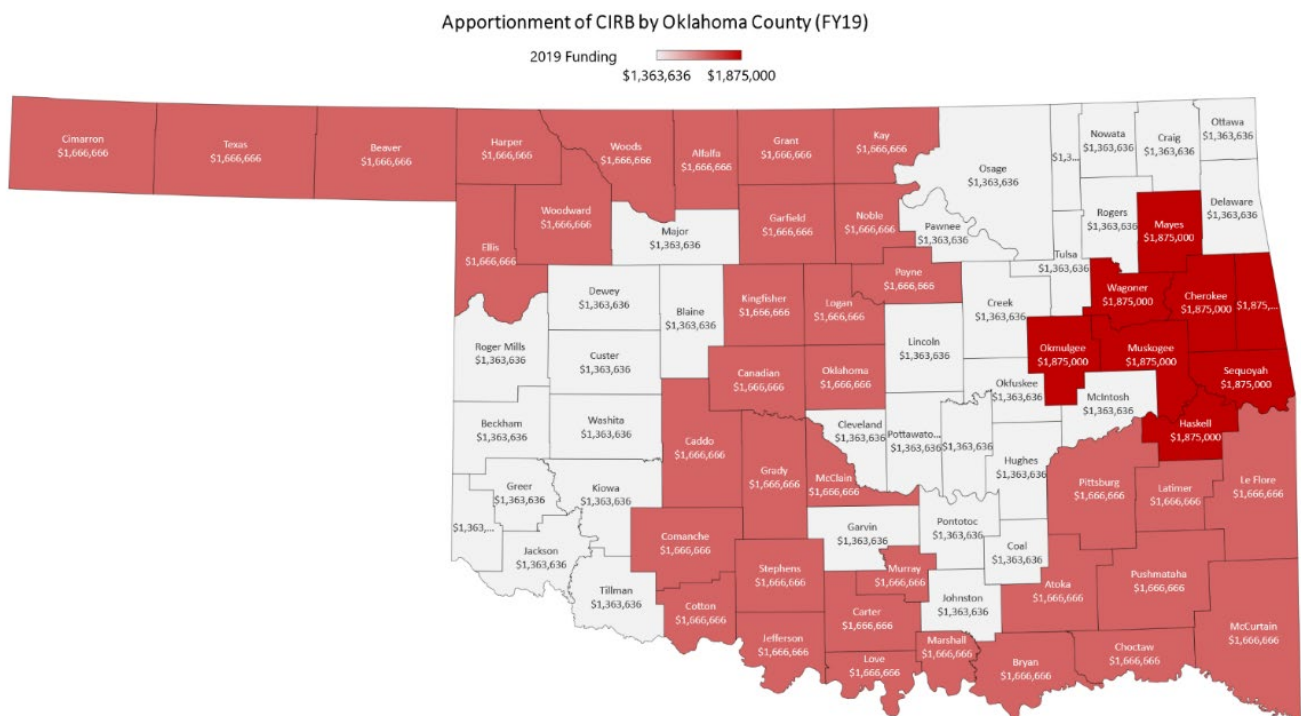 Apportionment of CIRB by Oklahoma County (FY19)
2019 Funding
$1,363,636 $1,875,000
Cimarron
$1,666,666
Texas
$1,666,666
Beaver
$1,666,666
Harper
$1,666,666
Woods
$1,666,666
Alfalfa
$1,666,666
Grant
$1,666,666
Kay
$1,666,666
Osage
$1,363,636
$1,3...
Nowata
$1,363,636
Craig
$1,363,636
Ottawa
$1,363,636
Ellis
$1,666,666
Woodward
$1,666,666
Major
$1,363,636
Garfield
$1,666,666
Noble
$1,666,666
Pawnee
$1,363,636
Rogers
$1,363,636
Mayes
$1,875,000
Delaware
$1,363,636
Tulsa
$1,363,636
Dewey
$1,363,636
Blaine
$1,363,636
Kingfisher
$1,666,666
Logan
$1,666,666
Payne
$1,666,666
Creek
$1,363,636
Wagoner
$1,875,000
Cherokee
$1,875,000
$1,875,...
Roger Mills
$1,363,636
Custer
$1,363,636
Canadian
$1,666,666
Oklahoma
$1,666,666
Lincoln
$1,363,636
Okmulgee
$1,875,000
Muskogee
$1,875,000
Sequoyah
$1,875,000
Okfuskee
$1,363,636
McIntosh
$1,363,636
Beckham
$1,363,636
Washita
$1,363,636
Caddo
$1,666,666
Grady
$1,666,666
Cleveland
$1,363,636
McClain
$1,666,666
Pottawato...
$1,363,636
$1,363,636
Hughes
$1,363,636
Haskell
$1,875,000
Pittsburg
$1,666,666
Latimer
$1,666,666
Le Flore
$1,666,666
Greer
$1,363,636
Kiowa
$1,363,636
$1,363,...
Jackson
$1,363,636
Tillman
$1,363,636
Comanche
$1,666,666
Cotton
$1,666,666
Stephens
$1,666,666
Garvin
$1,363,636
Murray
$1,666,666
Pontotoc
$1,363,636
Coal
$1,363,636
Johnston
$1,363,636
Atoka
$1,666,666
Pushmataha
$1,666,666
McCurtain
$1,666,666
Jefferson
$1,666,666
Carter
$1,666,666
Love
$1,666,666
Marshall
$1,666,666
Bryan
$1,666,666
Choctaw
$1,666,666